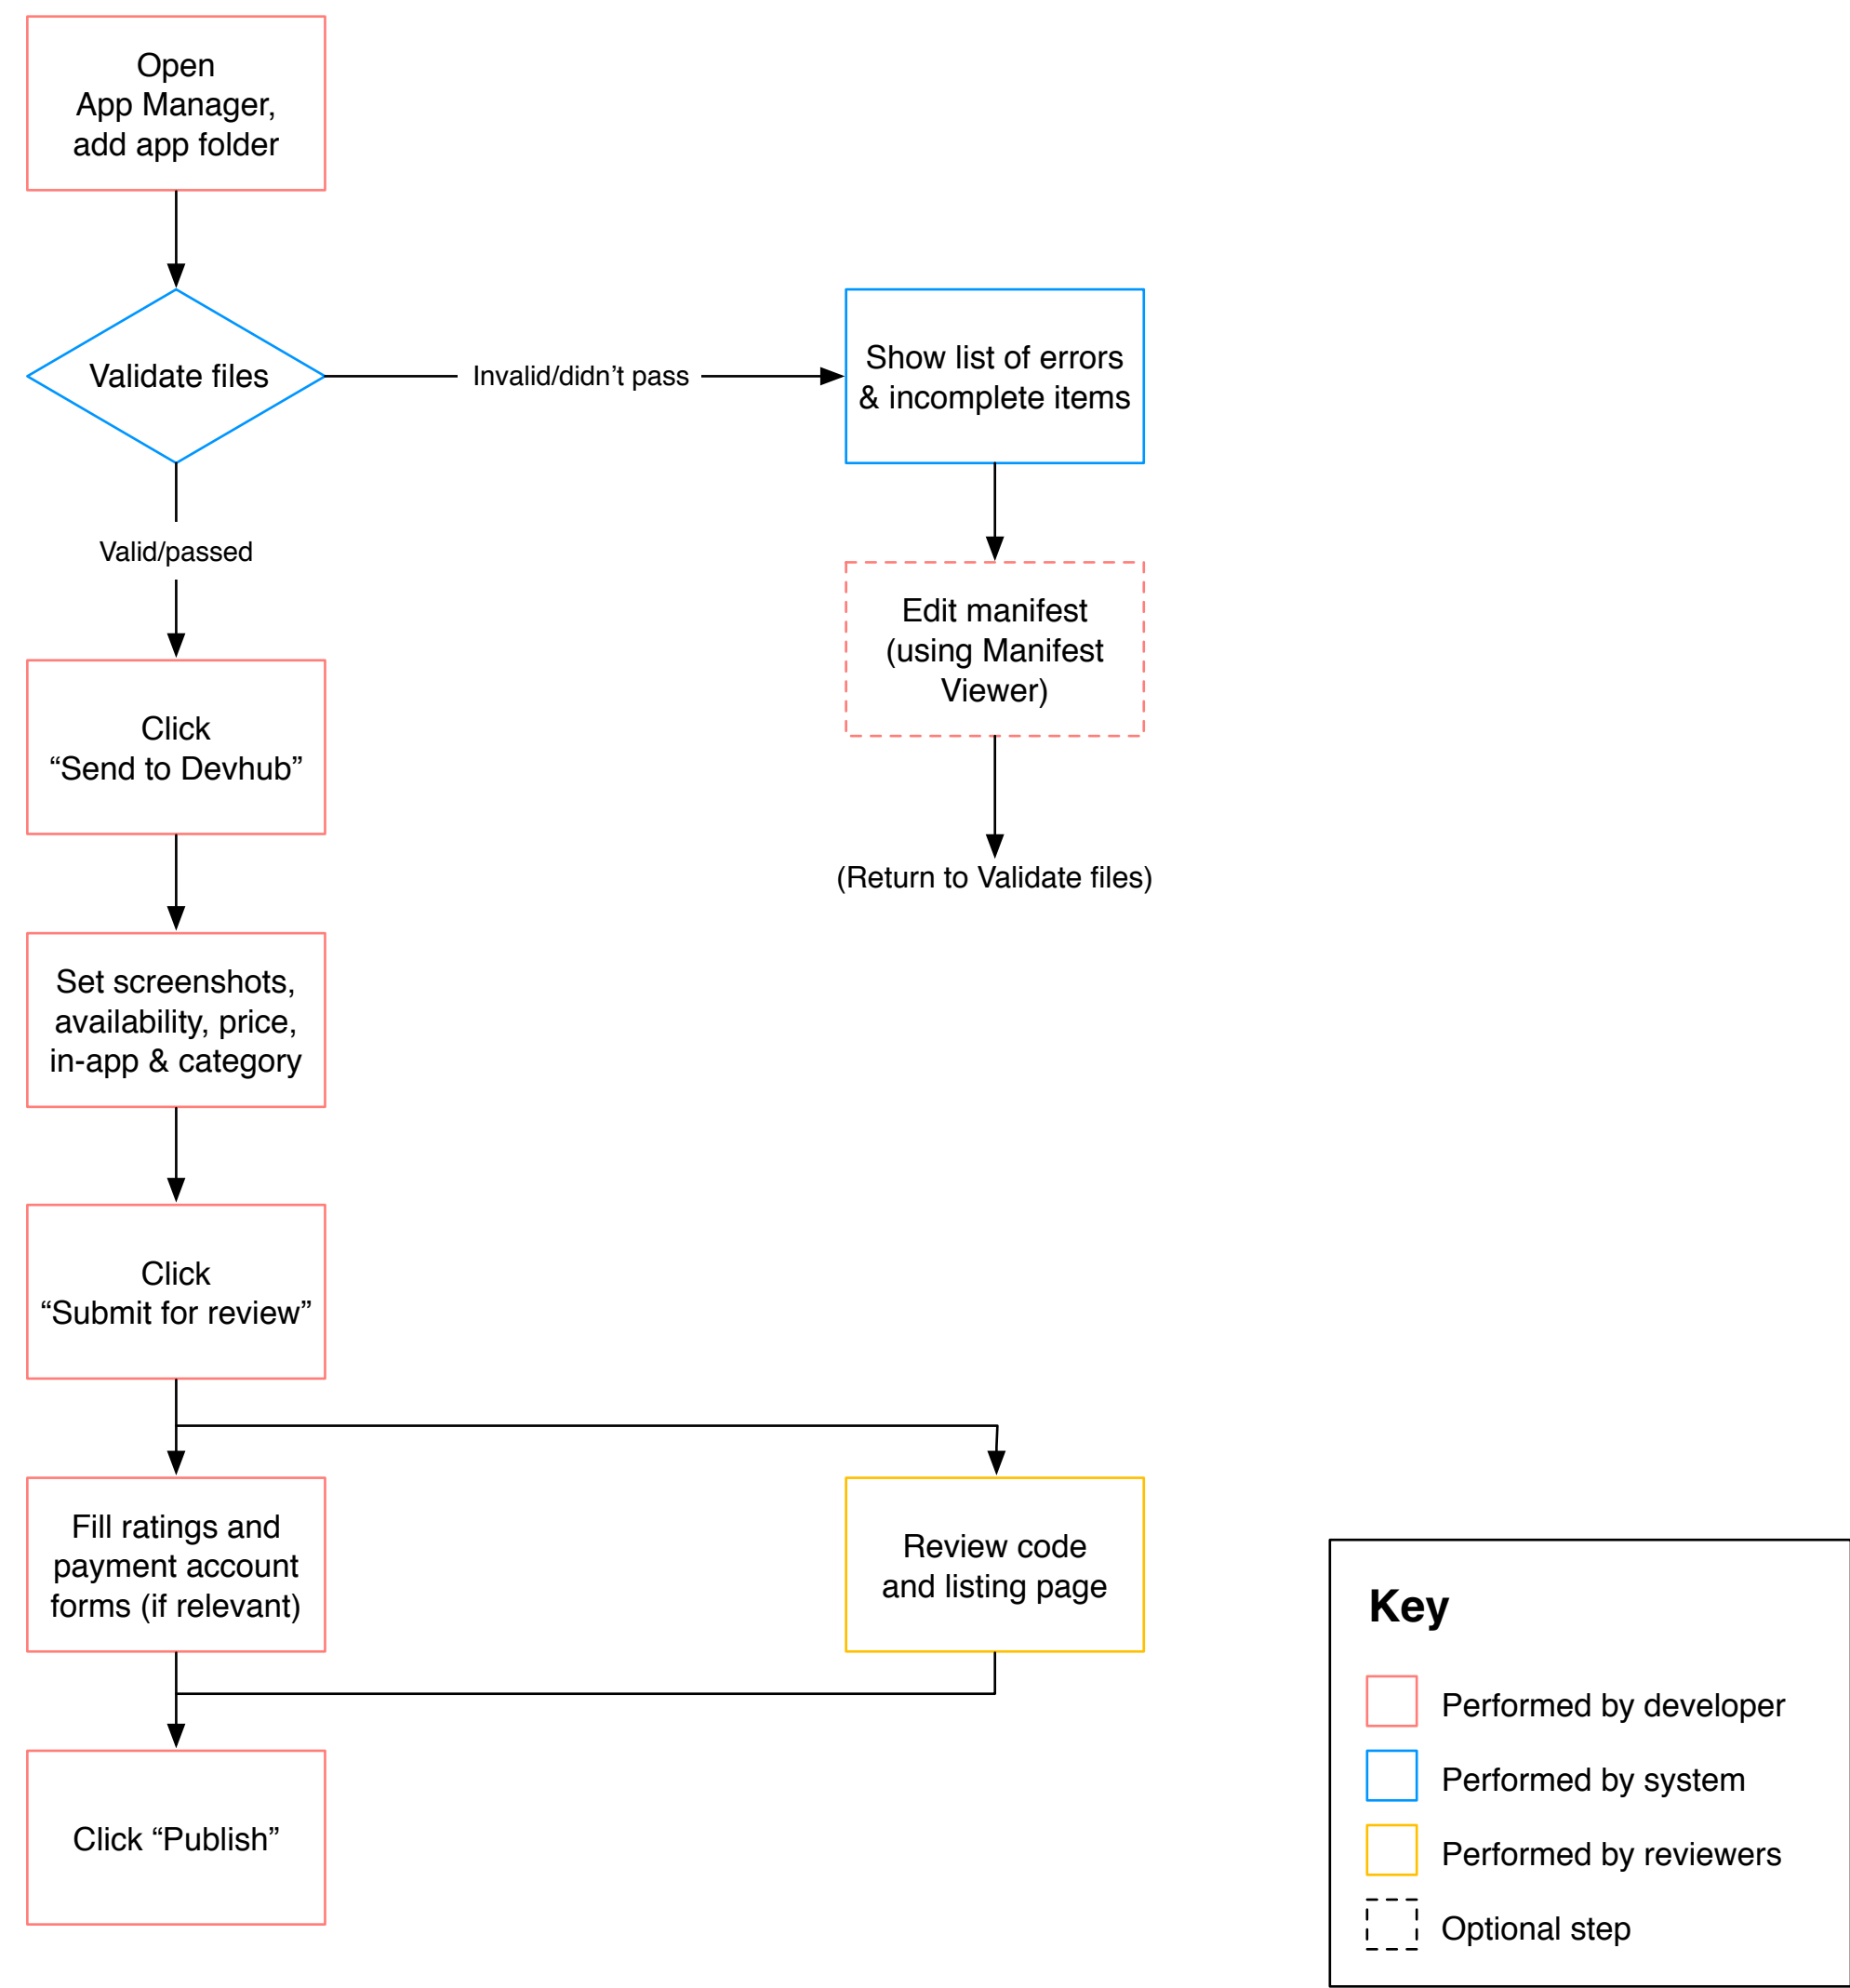 Open
App Manager,
add app folder
Validate files
Invalid/didn’t pass
Show list of errors
& incomplete items
Valid/passed
Edit manifest
(using Manifest
Viewer)
Click
“Send to Devhub”
(Return to Validate files)
Set screenshots,
availability, price,
in-app & category
Click
“Submit for review”
Fill ratings and
payment account
forms (if relevant)
Review code
and listing page
Click “Publish”
Key
Performed by developer
Performed by system
Performed by reviewers
Optional step